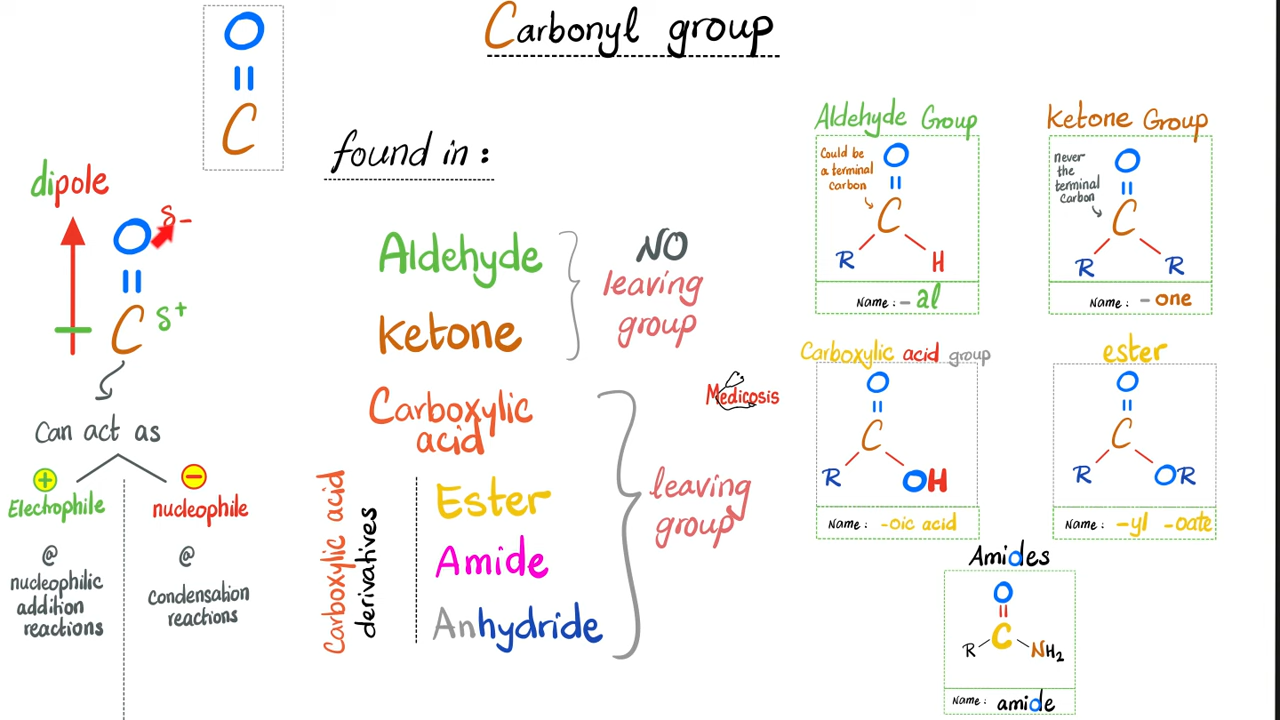 Carbonyl group
O
C
found in :
dipole
O δ-
C δ+
Can act as
+
Electrophile
@
nucleophilic
addition
reactions
-
nucleophile
@
Condensation
reactions
Aldehyde
Ketone
NO
leaving
group
Carboxylic
acid
Carboxylic acid
derivatives
Ester
Amide
Anhydride
leaving
group
Medicosis
Aldehyde Group
Could be
a terminal
Carbon
O
C
R H
Name: -al
Ketone Group
never
the
terminal
Carbon
O
C
R R
Name: -one
Carboxylic acid group
O
C
R OH
Name: -oic acid
ester
O
C
R OR
Name: -yl -oate
Amides
O
C
R NH₂
Name: amide